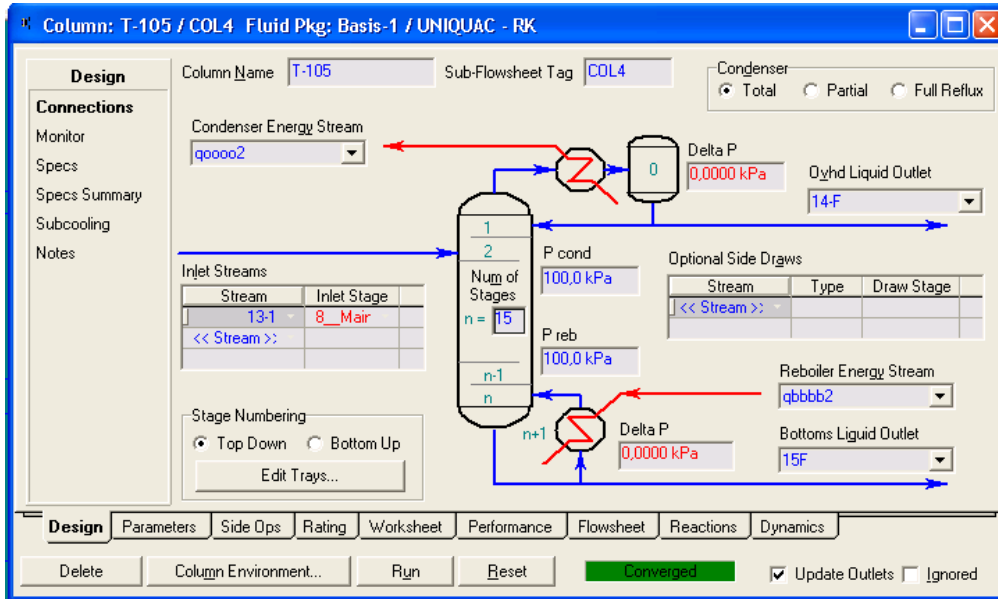 Column: T-105 / COL4 Fluid Pkg: Basis-1 / UNIQUAC - RK
Design
Connections
Monitor
Specs
Specs Summary
Subcooling
Notes
Column Name T-105
Sub-Flowsheet Tag COL4
Condenser
Total Partial Full Reflux
Condenser Energy Stream
qoooo2
0
Delta P
0,0000 kPa
Ovhd Liquid Outlet
14-F
1
2
Num of
Stages
n = 15
n-1
n
n+1
P cond
100,0 kPa
P reb
100,0 kPa
Inlet Streams
Stream Inlet Stage
13-1 8__Mair
<< Stream >>
Optional Side Draws
Stream Type Draw Stage
<< Stream >>
Stage Numbering
Top Down Bottom Up
Edit Trays...
Delta P
0,0000 kPa
Reboiler Energy Stream
qbbbb2
Bottoms Liquid Outlet
15F
Design Parameters Side Ops Rating Worksheet Performance Flowsheet Reactions Dynamics
Delete Column Environment... Run Reset Converged Update Outlets Ignored